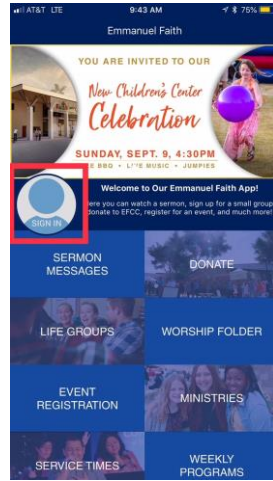 AT&T LTE 9:43 AM 75%
Emmanuel Faith
YOU ARE INVITED TO OUR
New Children's Center
Celebration
SUNDAY, SEPT. 9, 4:30PM
BBQ • LIVE MUSIC • JUMPIES
Welcome to Our Emmanuel Faith App!
Here you can watch a sermon, sign up for a small group,
donate to EFCC, register for an event, and much more!
SIGN IN
SERMON
MESSAGES
DONATE
LIFE GROUPS
WORSHIP FOLDER
EVENT
REGISTRATION
MINISTRIES
SERVICE TIMES
WEEKLY
PROGRAMS